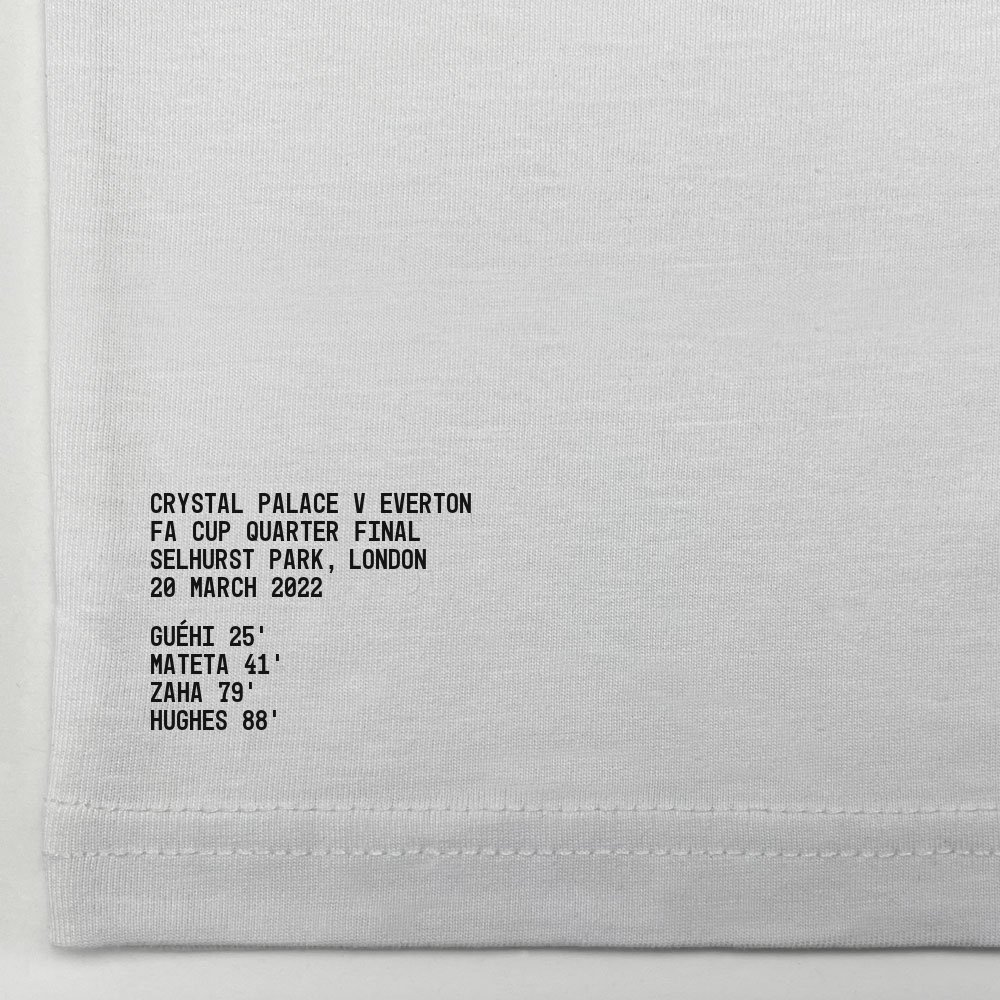 CRYSTAL PALACE V EVERTON
FA CUP QUARTER FINAL
SELHURST PARK, LONDON
20 MARCH 2022
GUÉHI 25'
MATETA 41'
ZAHA 79'
HUGHES 88'